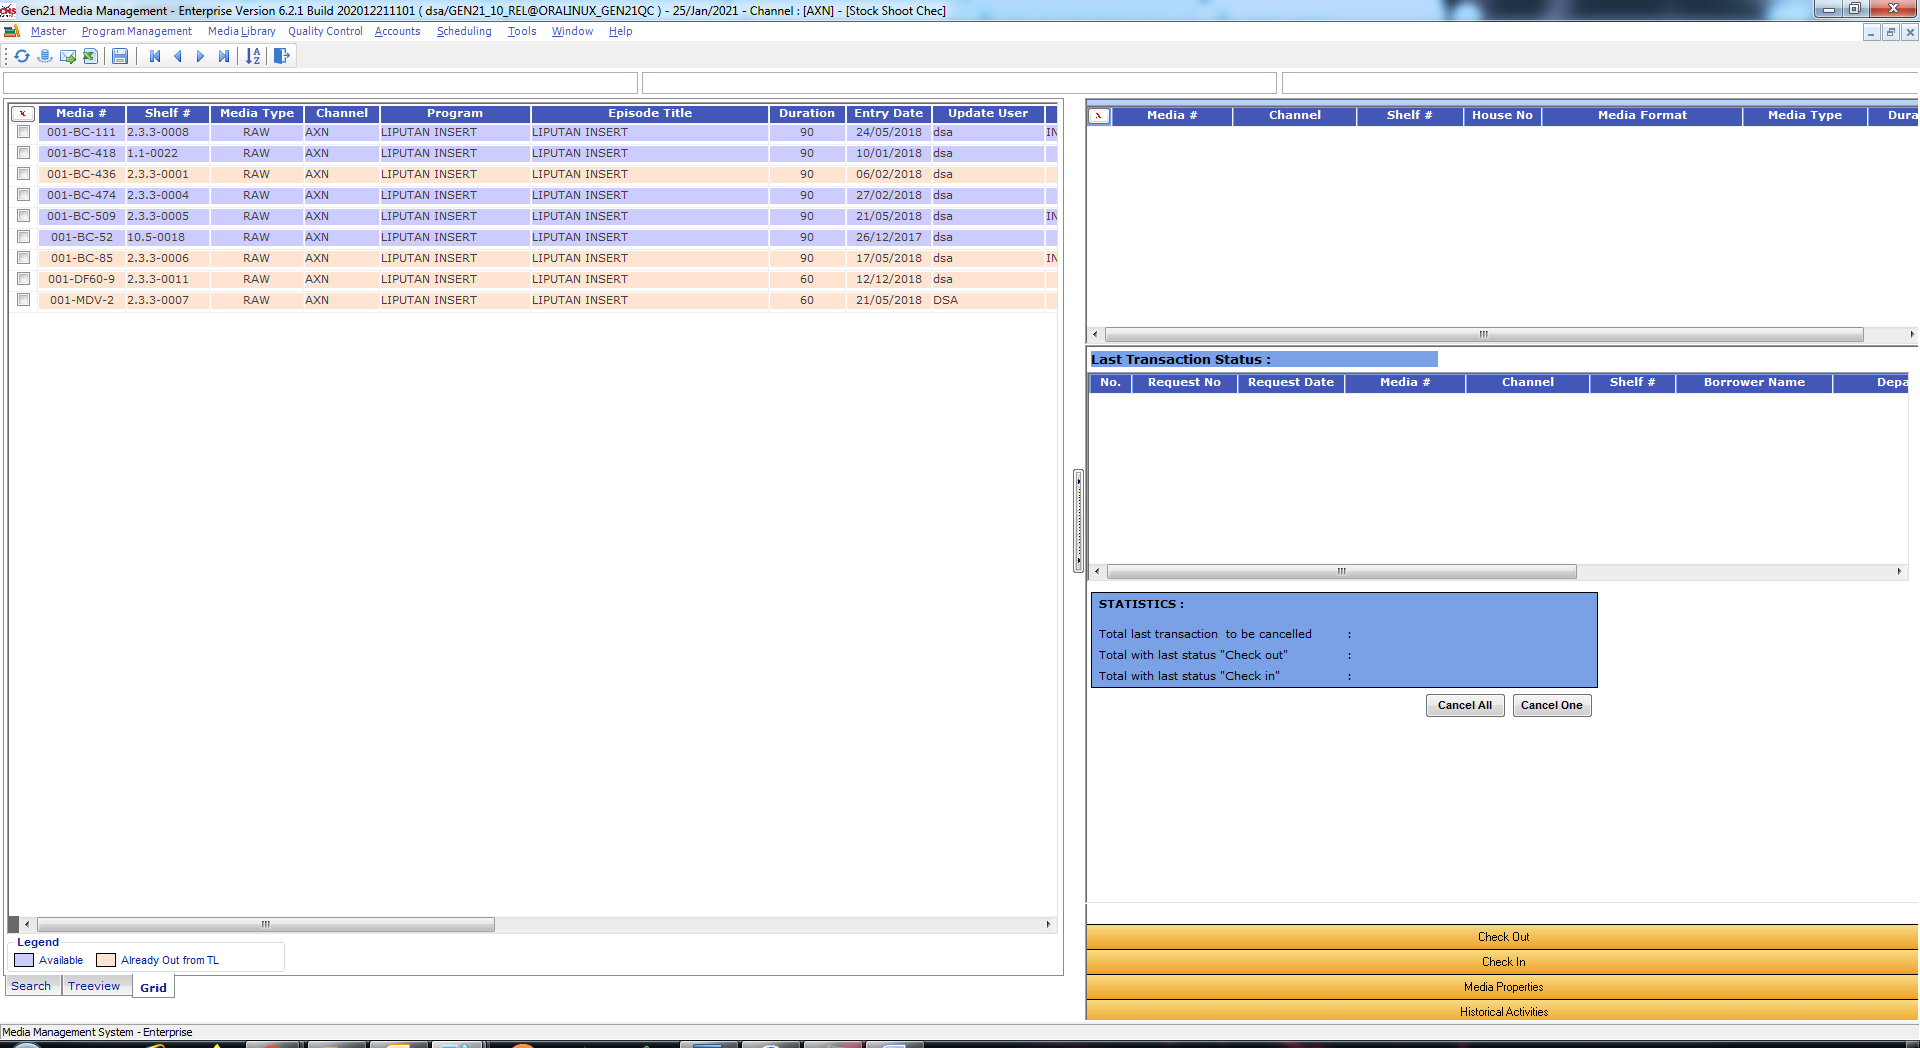 Gen21 Media Management - Enterprise Version 6.2.1 Build 202012211101 ( dsa/GEN21_10_REL@ORALINUX_GEN21QC ) - 25/Jan/2021 - Channel : [AXN] - [Stock Shoot Chec]
Master Program Management Media Library Quality Control Accounts Scheduling Tools Window Help
x Media # Shelf # Media Type Channel Program Episode Title Duration Entry Date Update User
001-BC-111 2.3.3-0008 RAW AXN LIPUTAN INSERT LIPUTAN INSERT 90 24/05/2018 dsa IN
001-BC-418 1.1-0022 RAW AXN LIPUTAN INSERT LIPUTAN INSERT 90 10/01/2018 dsa
001-BC-436 2.3.3-0001 RAW AXN LIPUTAN INSERT LIPUTAN INSERT 90 06/02/2018 dsa
001-BC-474 2.3.3-0004 RAW AXN LIPUTAN INSERT LIPUTAN INSERT 90 27/02/2018 dsa
001-BC-509 2.3.3-0005 RAW AXN LIPUTAN INSERT LIPUTAN INSERT 90 21/05/2018 dsa IN
001-BC-52 10.5-0018 RAW AXN LIPUTAN INSERT LIPUTAN INSERT 90 26/12/2017 dsa
001-BC-85 2.3.3-0006 RAW AXN LIPUTAN INSERT LIPUTAN INSERT 90 17/05/2018 dsa IN
001-DF60-9 2.3.3-0011 RAW AXN LIPUTAN INSERT LIPUTAN INSERT 60 12/12/2018 dsa
001-MDV-2 2.3.3-0007 RAW AXN LIPUTAN INSERT LIPUTAN INSERT 60 21/05/2018 DSA
Legend
Available Already Out from TL
Search Treeview Grid
x Media # Channel Shelf # House No Media Format Media Type Dura
Last Transaction Status :
No. Request No Request Date Media # Channel Shelf # Borrower Name Depa
STATISTICS :
Total last transaction to be cancelled :
Total with last status "Check out" :
Total with last status "Check in" :
Cancel All Cancel One
Check Out
Check In
Media Properties
Historical Activities
Media Management System - Enterprise